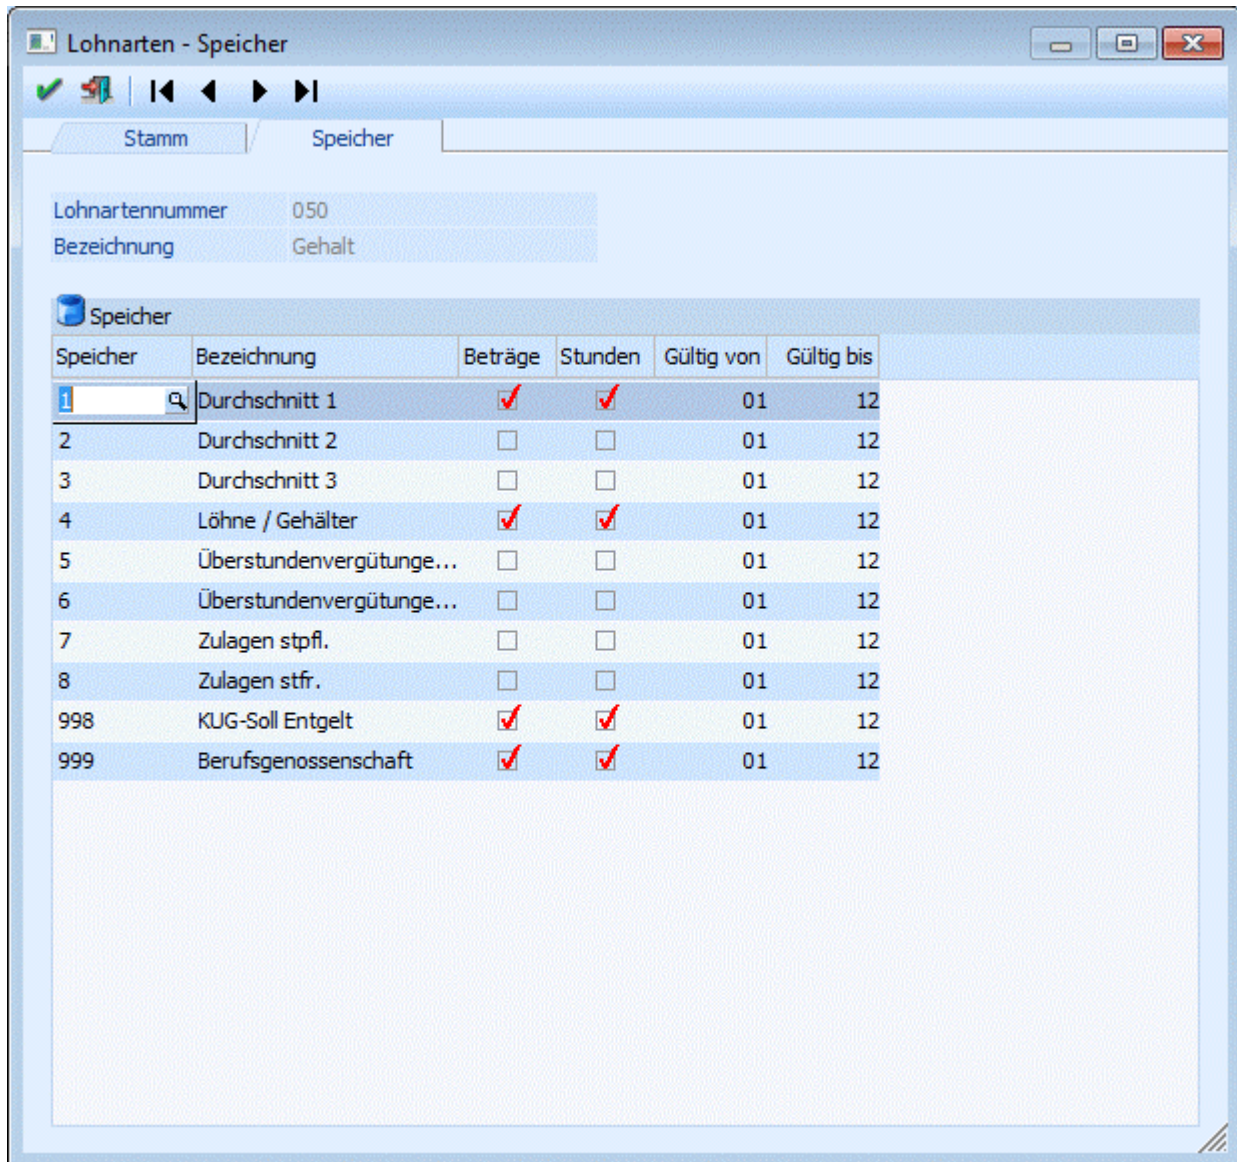 Lohnarten - Speicher
Stamm Speicher
Lohnartennummer 050
Bezeichnung Gehalt
Speicher
Speicher Bezeichnung Beträge Stunden Gültig von Gültig bis
1 Durchschnitt 1 01 12
2 Durchschnitt 2 01 12
3 Durchschnitt 3 01 12
4 Löhne / Gehälter 01 12
5 Überstundenvergütunge... 01 12
6 Überstundenvergütunge... 01 12
7 Zulagen stpfl. 01 12
8 Zulagen stfr. 01 12
998 KUG-Soll Entgelt 01 12
999 Berufsgenossenschaft 01 12